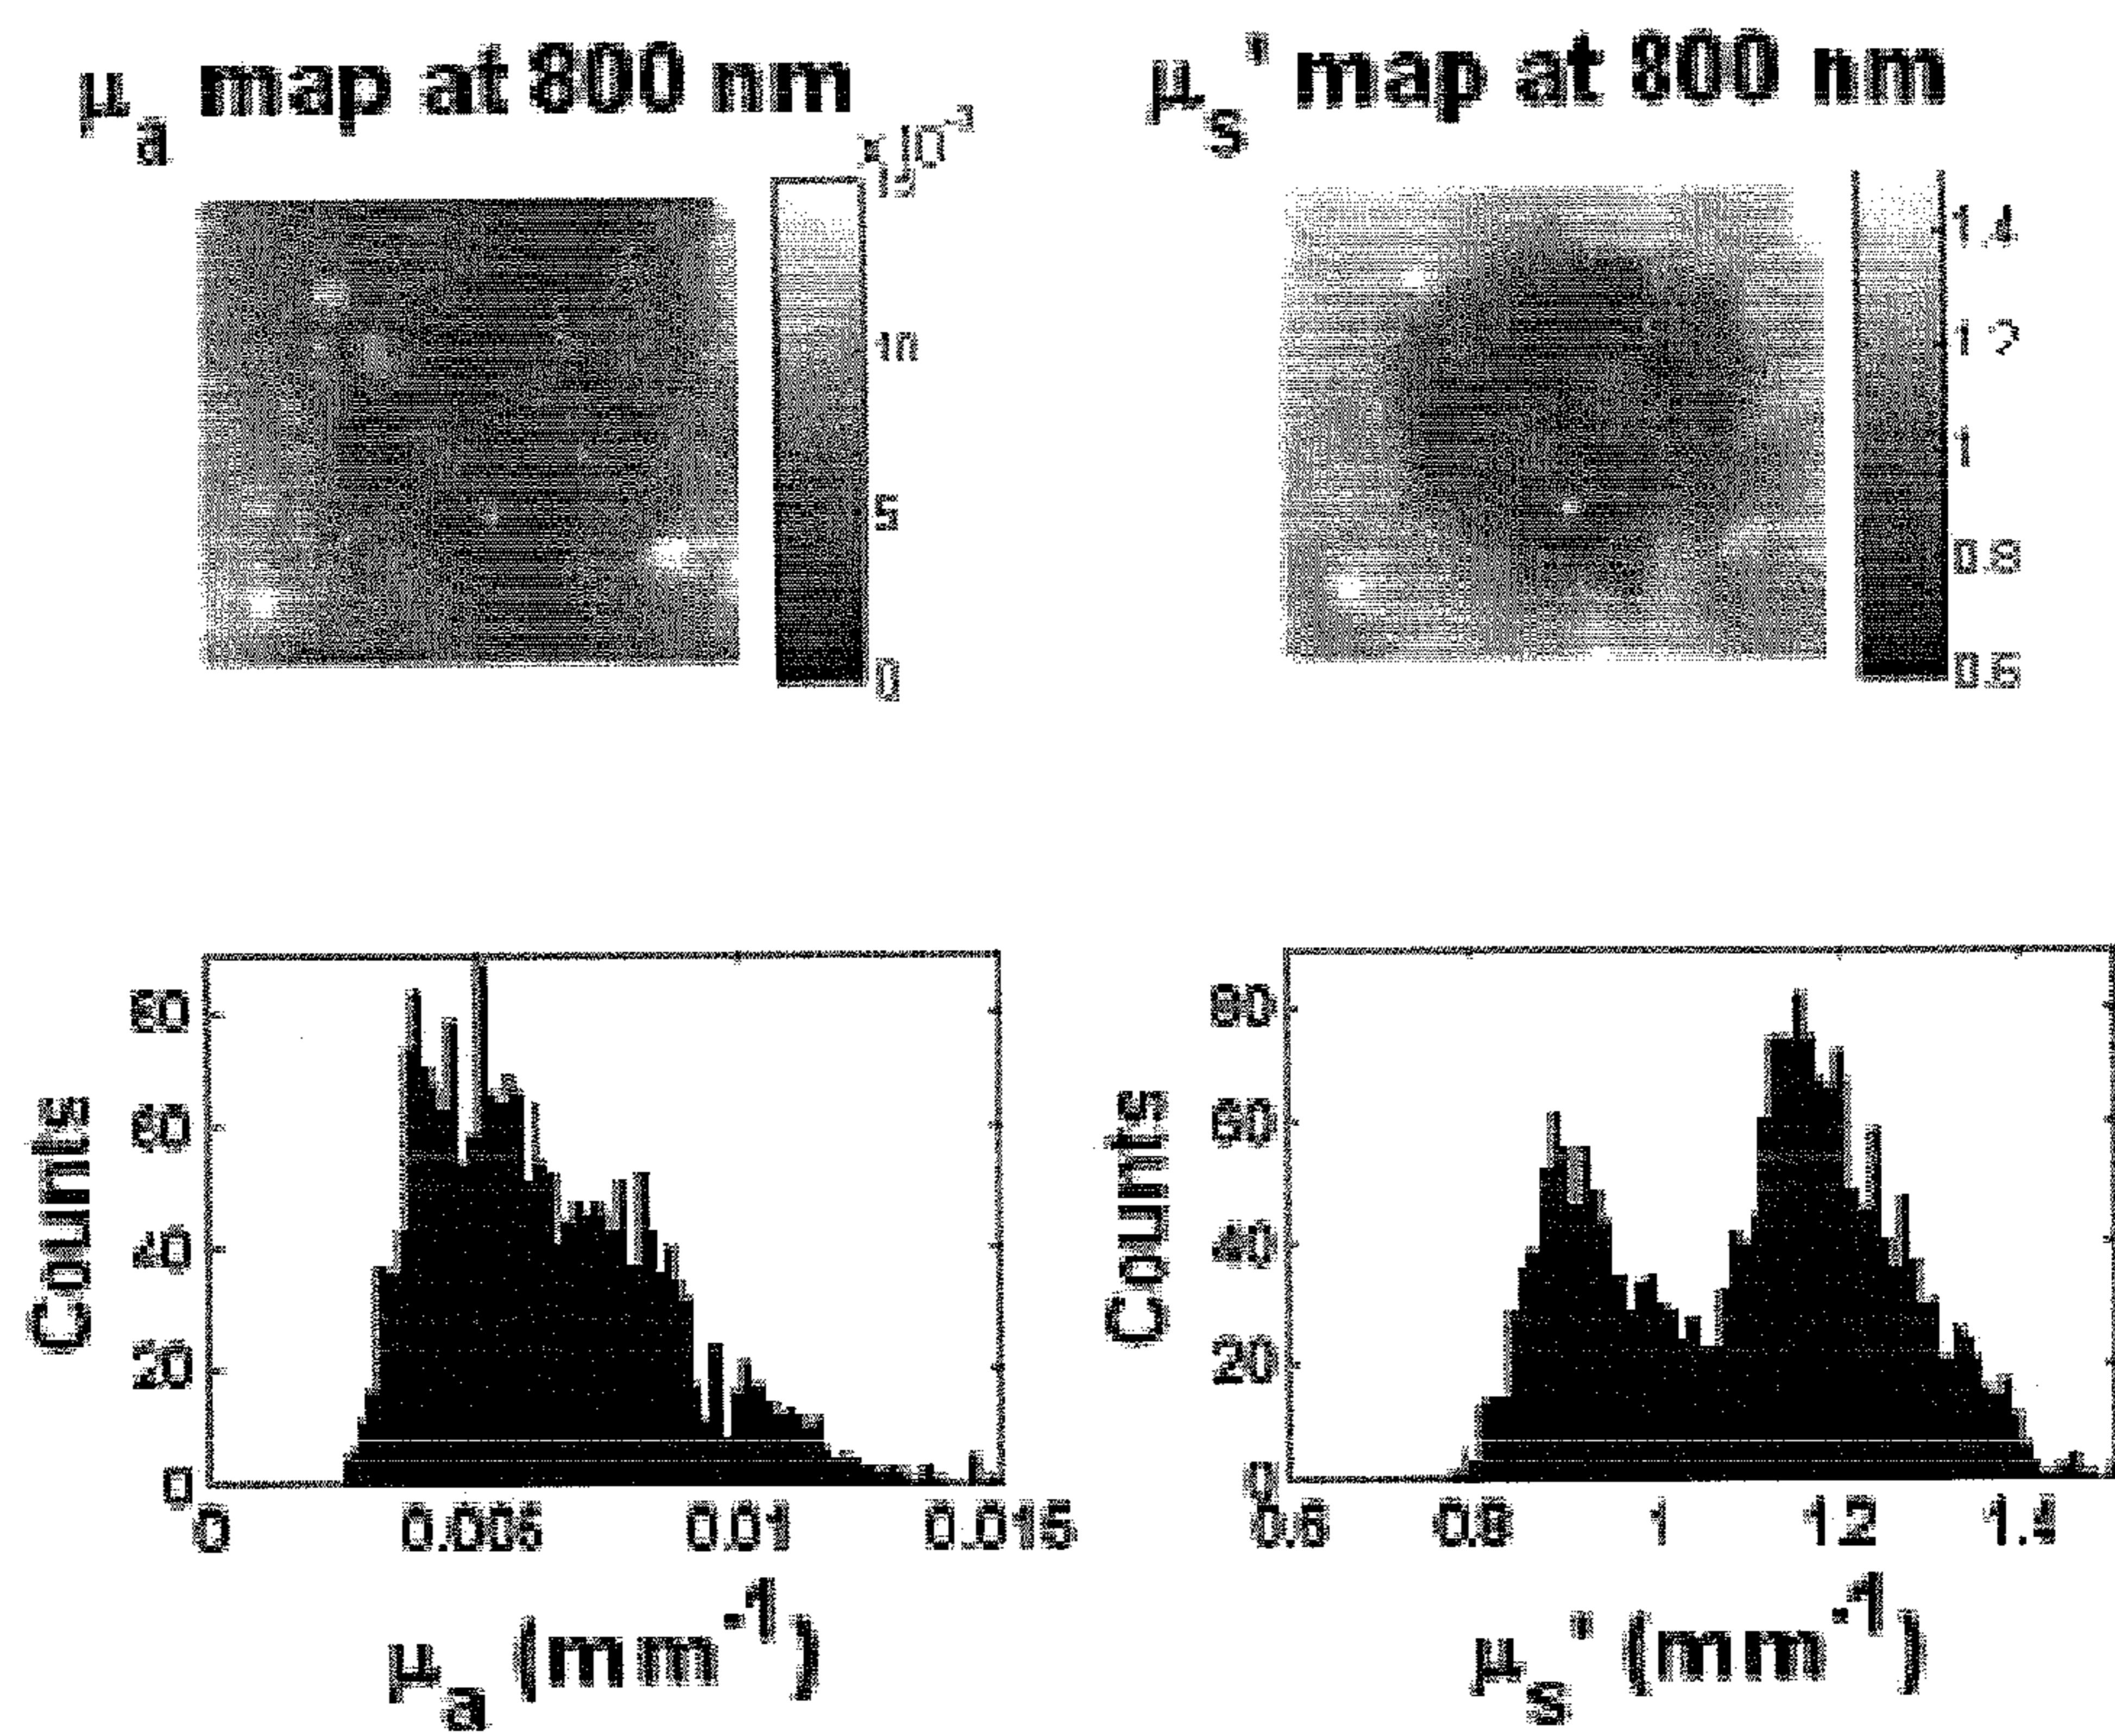 μa map at 800 nm
x10-3
15
10
5
0
μs' map at 800 nm
1.4
1.2
1
0.8
0.6
Counts
80
60
40
20
0
0 0.005 0.01 0.015
μa (mm-1)
Counts
80
60
40
20
0
0.6 0.8 1 1.2 1.4
μs' (mm-1)